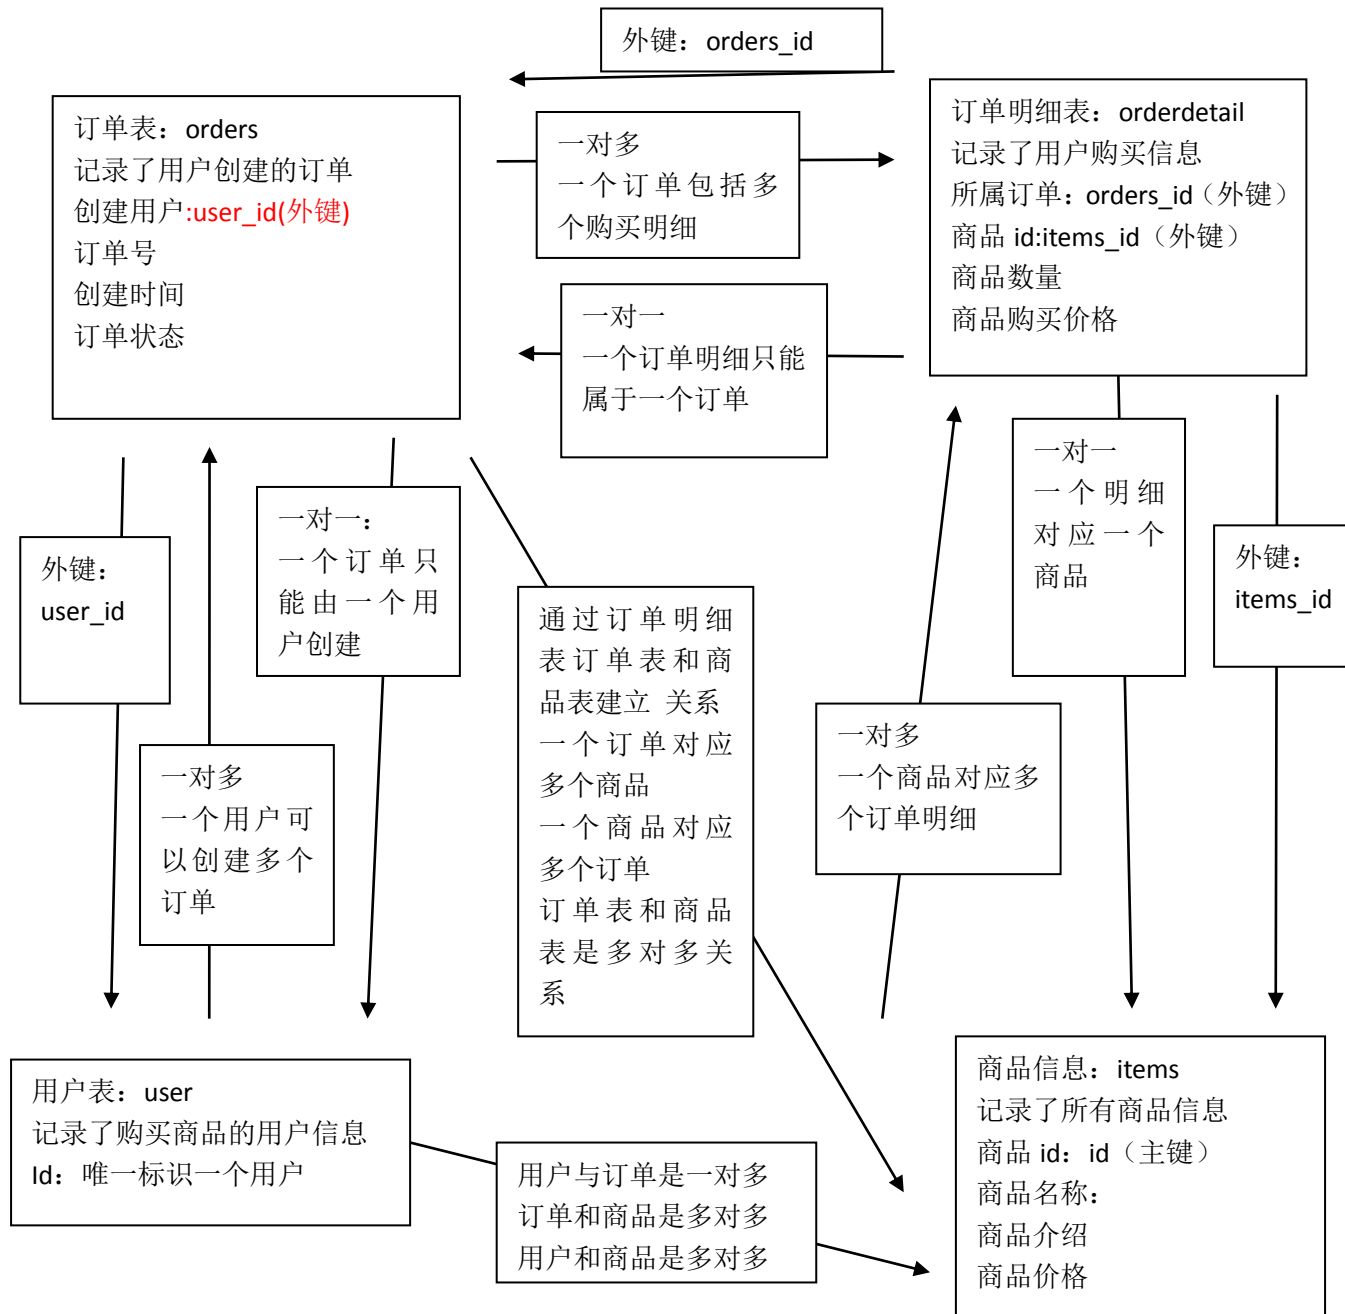 外键：orders_id
订单表：orders
记录了用户创建的订单
创建用户:user_id(外键)
订单号
创建时间
订单状态
一对多
一个订单包括多
个购买明细
订单明细表：orderdetail
记录了用户购买信息
所属订单：orders_id（外键）
商品 id:items_id（外键）
商品数量
商品购买价格
一对一
一个订单明细只能
属于一个订单
外键：
user_id
一对一：
一个订单只
能由一个用
户创建
一对多
一个用户可
以创建多个
订单
通过订单明细
表订单表和商
品表建立 关系
一个订单对应
多个商品
一个商品对应
多个订单
订单表和商品
表是多对多关
系
一对多
一个商品对应多
个订单明细
一对一
一个明细
对应一个
商品
外键：
items_id
用户表：user
记录了购买商品的用户信息
Id：唯一标识一个用户
用户与订单是一对多
订单和商品是多对多
用户和商品是多对多
商品信息：items
记录了所有商品信息
商品 id：id（主键）
商品名称：
商品介绍
商品价格